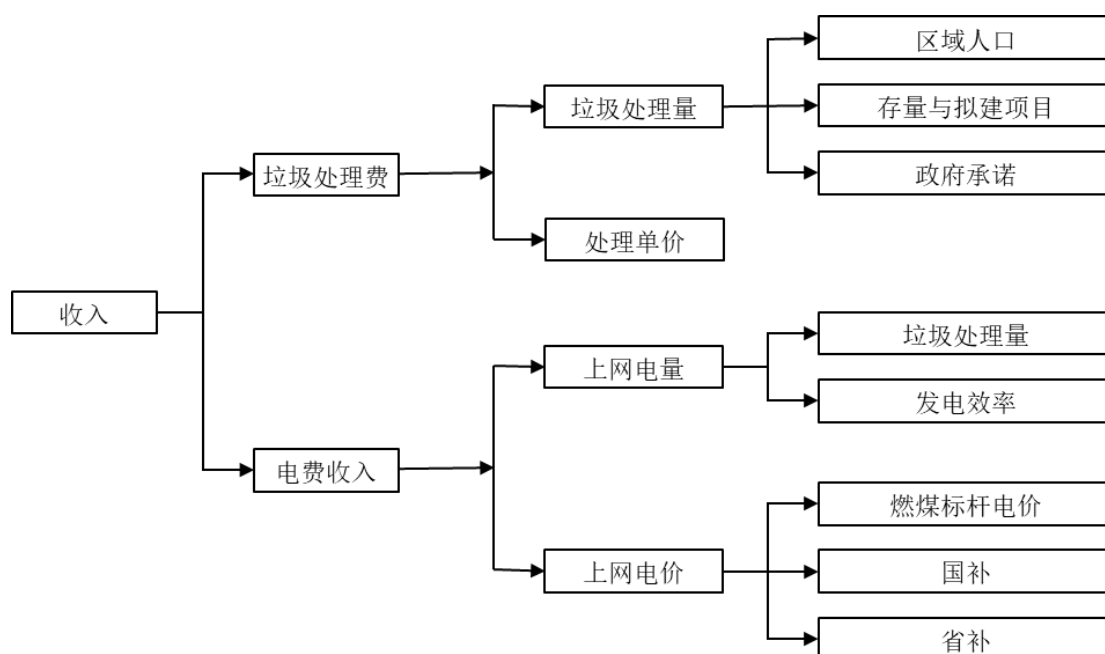 区域人口
垃圾处理量
存量与拟建项目
垃圾处理费
政府承诺
处理单价
收入
垃圾处理量
上网电量
发电效率
电费收入
燃煤标杆电价
上网电价
国补
省补